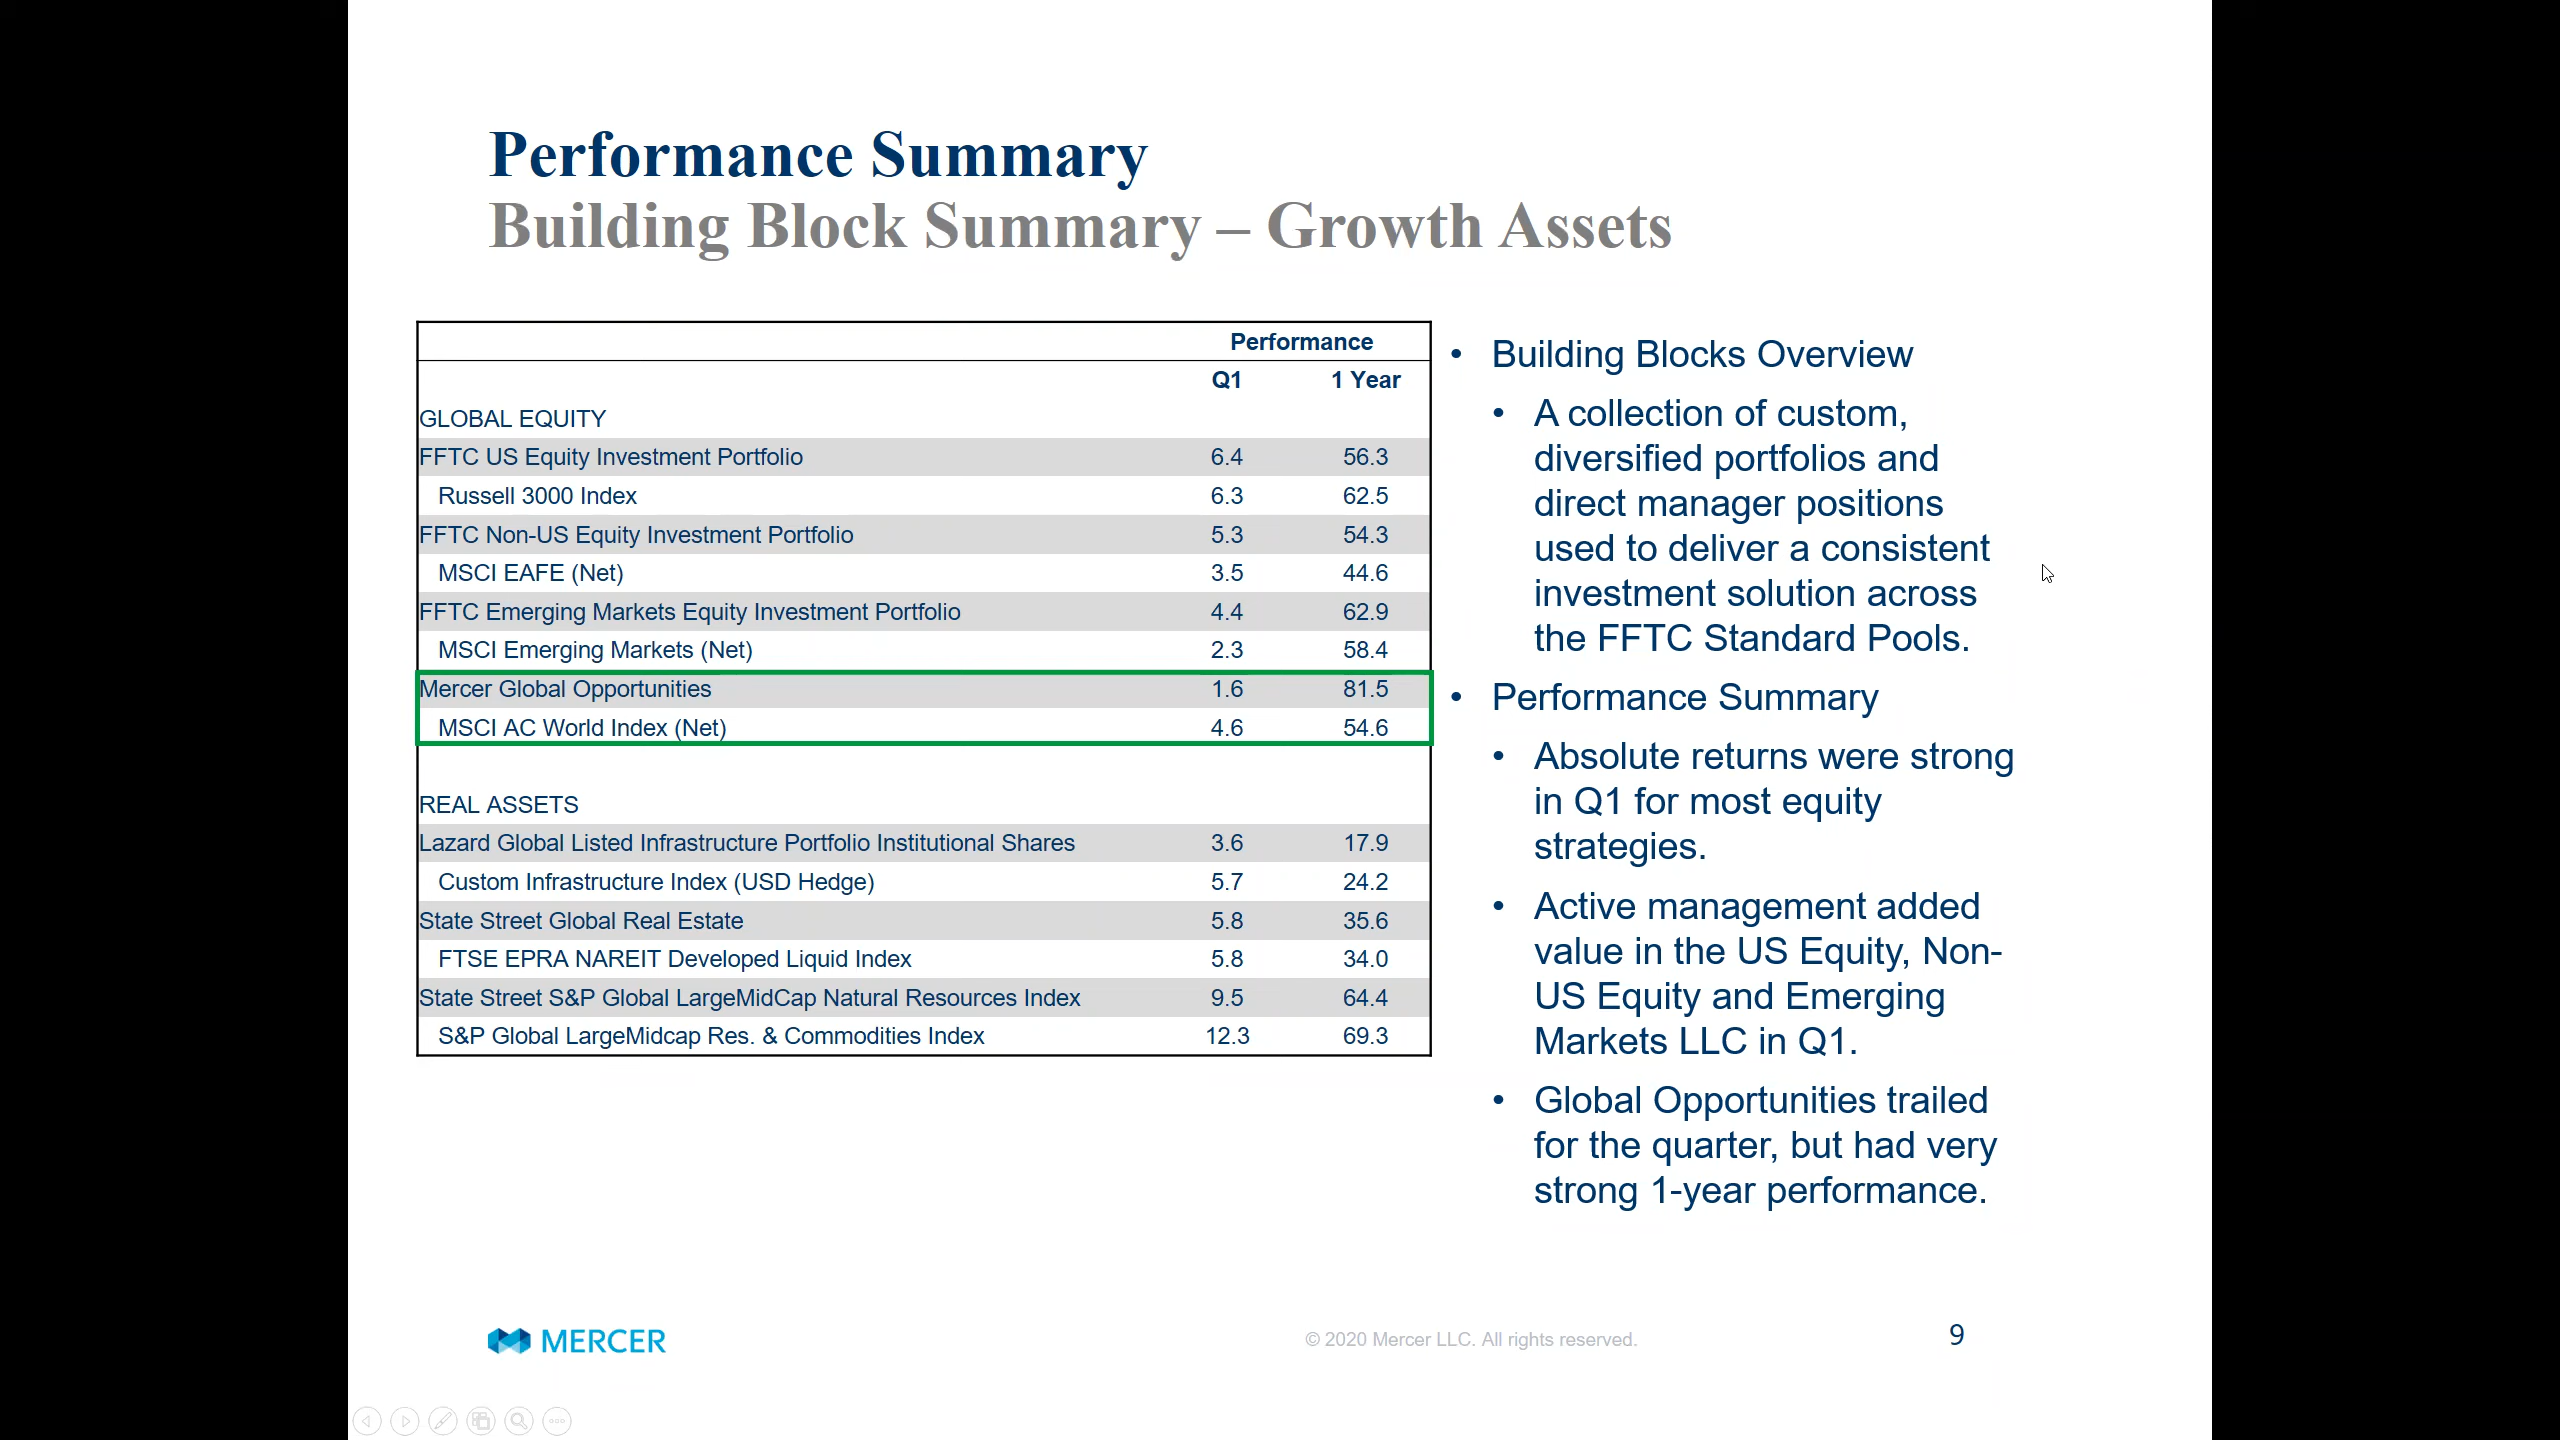 Performance Summary
Building Block Summary – Growth Assets
Performance
Q1 1 Year
GLOBAL EQUITY
FFTC US Equity Investment Portfolio 6.4 56.3
Russell 3000 Index 6.3 62.5
FFTC Non-US Equity Investment Portfolio 5.3 54.3
MSCI EAFE (Net) 3.5 44.6
FFTC Emerging Markets Equity Investment Portfolio 4.4 62.9
MSCI Emerging Markets (Net) 2.3 58.4
Mercer Global Opportunities 1.6 81.5
MSCI AC World Index (Net) 4.6 54.6
REAL ASSETS
Lazard Global Listed Infrastructure Portfolio Institutional Shares 3.6 17.9
Custom Infrastructure Index (USD Hedge) 5.7 24.2
State Street Global Real Estate 5.8 35.6
FTSE EPRA NAREIT Developed Liquid Index 5.8 34.0
State Street S&P Global LargeMidCap Natural Resources Index 9.5 64.4
S&P Global LargeMidcap Res. & Commodities Index 12.3 69.3
• Building Blocks Overview
• A collection of custom,
diversified portfolios and
direct manager positions
used to deliver a consistent
investment solution across
the FFTC Standard Pools.
• Performance Summary
• Absolute returns were strong
in Q1 for most equity
strategies.
• Active management added
value in the US Equity, Non-
US Equity and Emerging
Markets LLC in Q1.
• Global Opportunities trailed
for the quarter, but had very
strong 1-year performance.
MERCER
© 2020 Mercer LLC. All rights reserved.
9